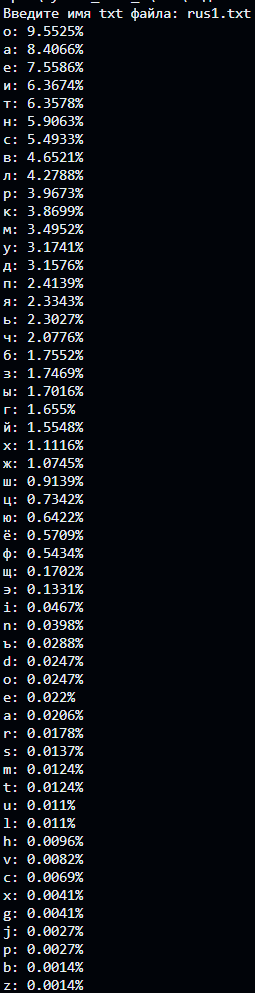 Введите имя txt файла: rus1.txt
о: 9.5525%
а: 8.4066%
е: 7.5586%
и: 6.3674%
т: 6.3578%
н: 5.9063%
с: 5.4933%
в: 4.6521%
л: 4.2788%
р: 3.9673%
к: 3.8699%
м: 3.4952%
у: 3.1741%
д: 3.1576%
п: 2.4139%
я: 2.3343%
ь: 2.3027%
ч: 2.0776%
б: 1.7552%
з: 1.7469%
ы: 1.7016%
г: 1.655%
й: 1.5548%
х: 1.1116%
ж: 1.0745%
ш: 0.9139%
ц: 0.7342%
ю: 0.6422%
ё: 0.5709%
ф: 0.5434%
щ: 0.1702%
э: 0.1331%
i: 0.0467%
n: 0.0398%
ъ: 0.0288%
d: 0.0247%
o: 0.0247%
e: 0.022%
a: 0.0206%
r: 0.0178%
s: 0.0137%
m: 0.0124%
t: 0.0124%
u: 0.011%
l: 0.011%
h: 0.0096%
v: 0.0082%
c: 0.0069%
x: 0.0041%
g: 0.0041%
j: 0.0027%
p: 0.0027%
b: 0.0014%
z: 0.0014%